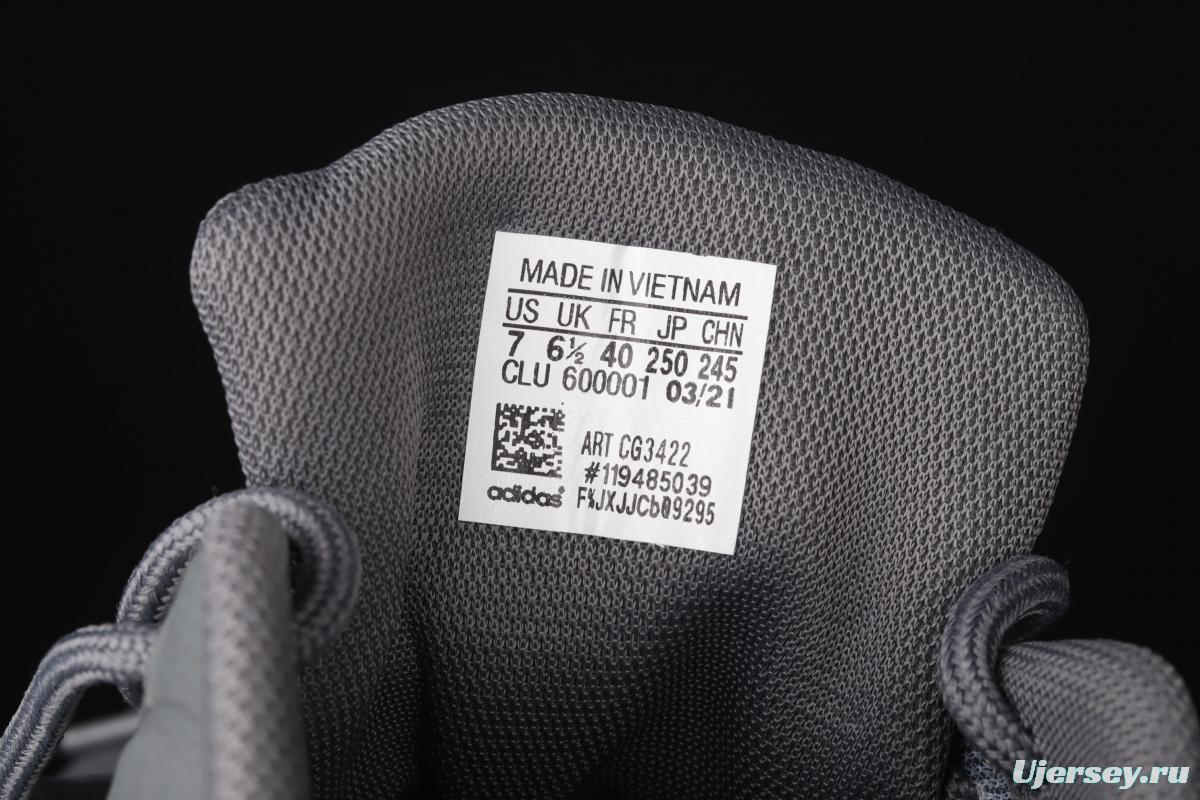 MADE IN VIETNAM
US UK FR JP CHN
7 6½ 40 250 245
CLU 600001 03/21
ART CG3422
#119485039
adidas F%JXJJCb09295
Ujersey.ru